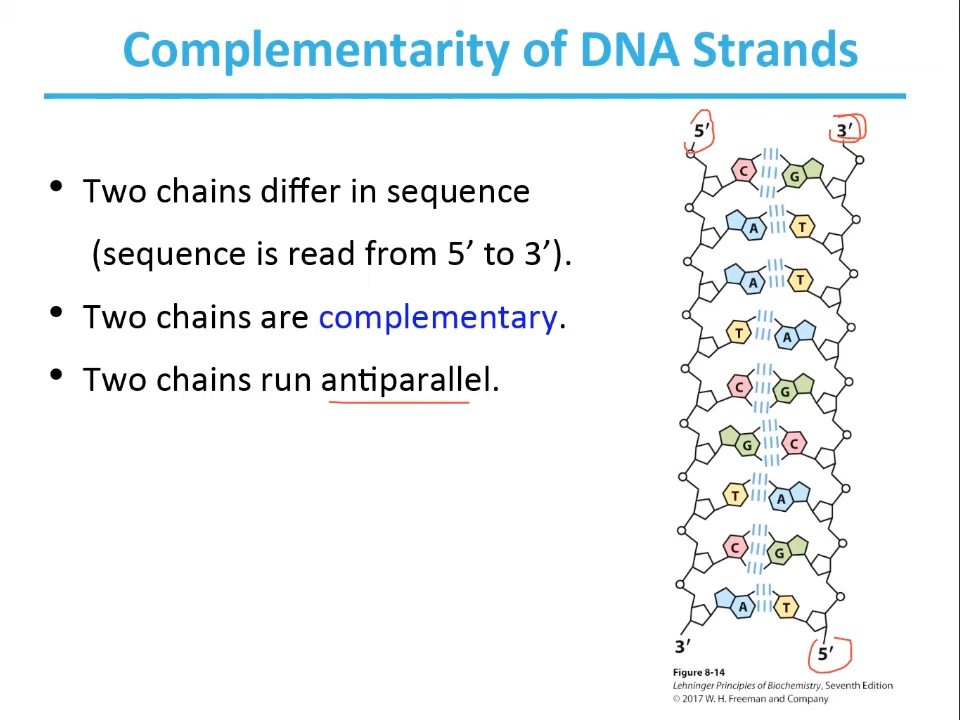 Complementarity of DNA Strands
• Two chains differ in sequence
(sequence is read from 5’ to 3’).
• Two chains are complementary.
• Two chains run antiparallel.
5′ 3′
C G
A T
A T
T A
C G
G C
T A
C G
A T
3′ 5′
Figure 8-14
Lehninger Principles of Biochemistry, Seventh Edition
© 2017 W. H. Freeman and Company